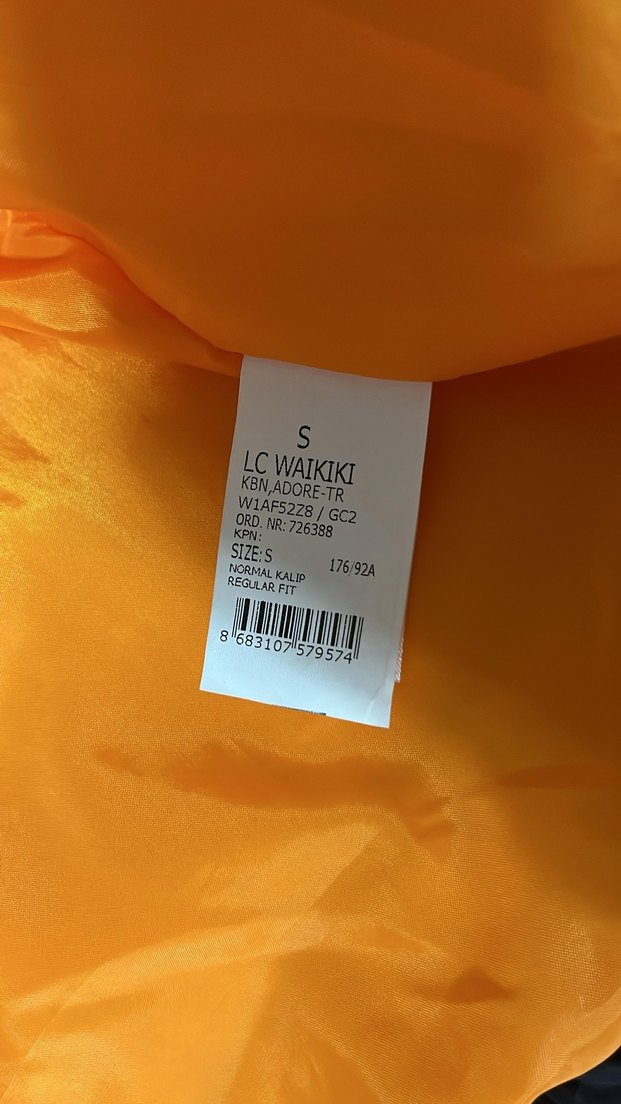 S
LC WAIKIKI
KBN,ADORE-TR
W1AF52Z8 / GC2
ORD. NR: 726388
KPN:
SIZE: S 176/92A
NORMAL KALIP
REGULAR FIT
8 683107 579574